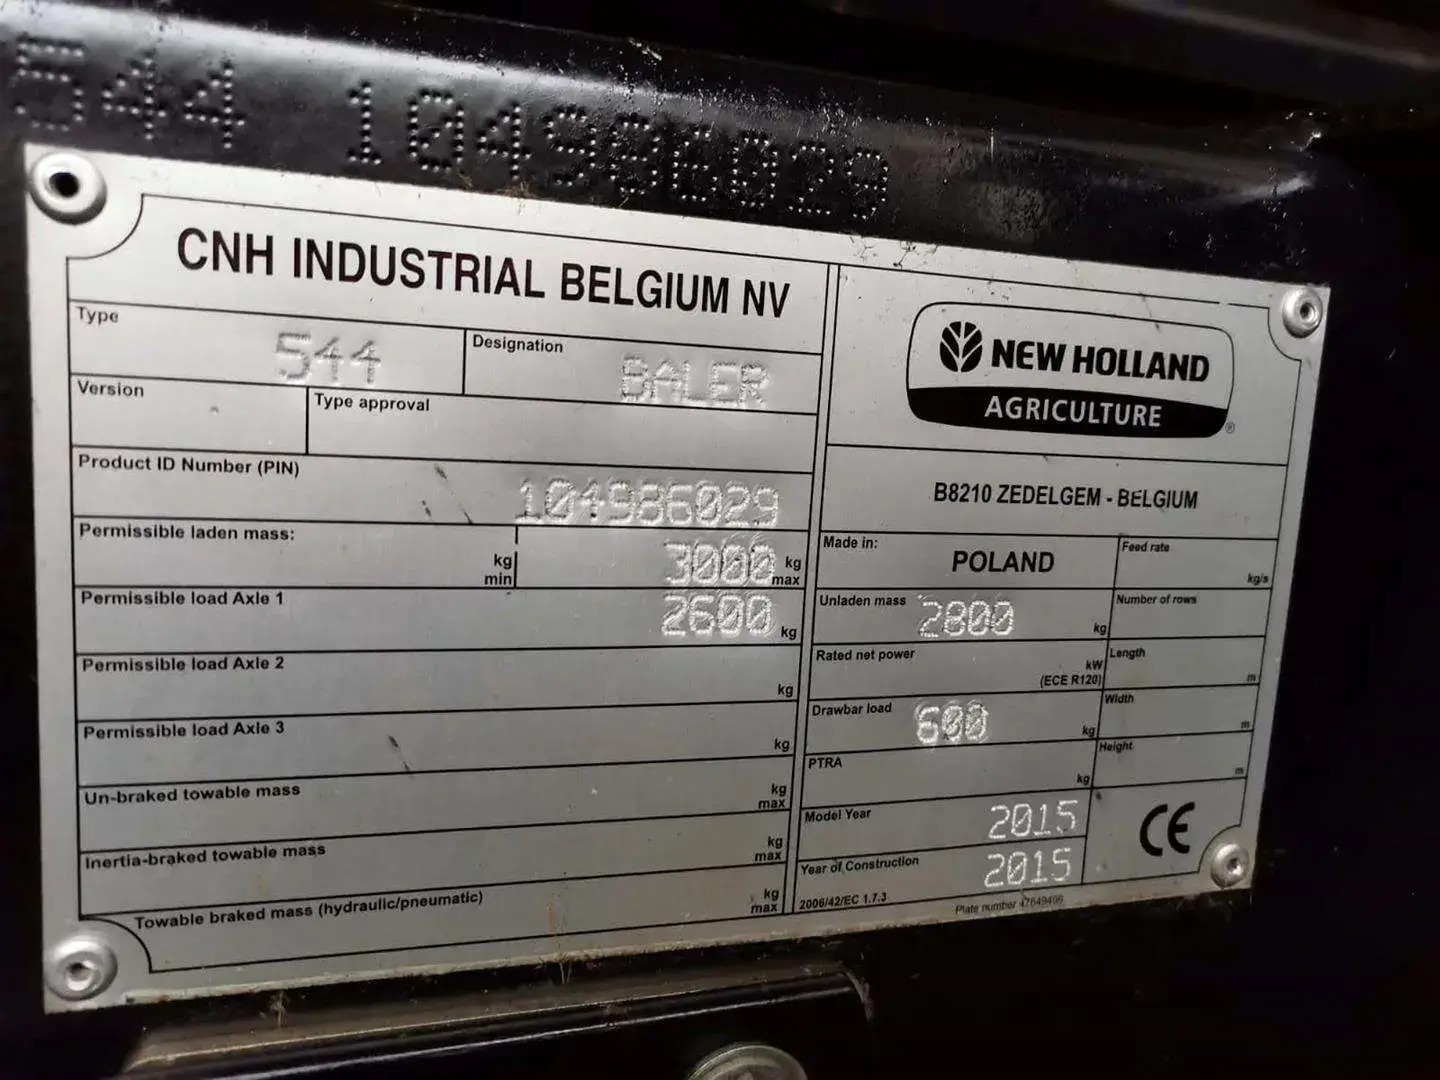 544 104986029
CNH INDUSTRIAL BELGIUM NV
Type
544
Designation
BALER
Version
Type approval
Product ID Number (PIN)
104986029
Permissible laden mass:
kg
min
3000 kg
max
Permissible load Axle 1
2600 kg
Permissible load Axle 2
kg
Permissible load Axle 3
kg
Un-braked towable mass
kg
max
Inertia-braked towable mass
kg
max
Towable braked mass (hydraulic/pneumatic)
kg
max
NEW HOLLAND
AGRICULTURE
®
B8210 ZEDELGEM - BELGIUM
Made in:
POLAND
Feed rate
kg/s
Unladen mass
2800 kg
Number of rows
Rated net power
kW
(ECE R120)
Length
m
Drawbar load
600 kg
Width
m
PTRA
kg
Height
m
Model Year
2015
Year of Construction
2015
CE
2006/42/EC 1.7.3
Plate number